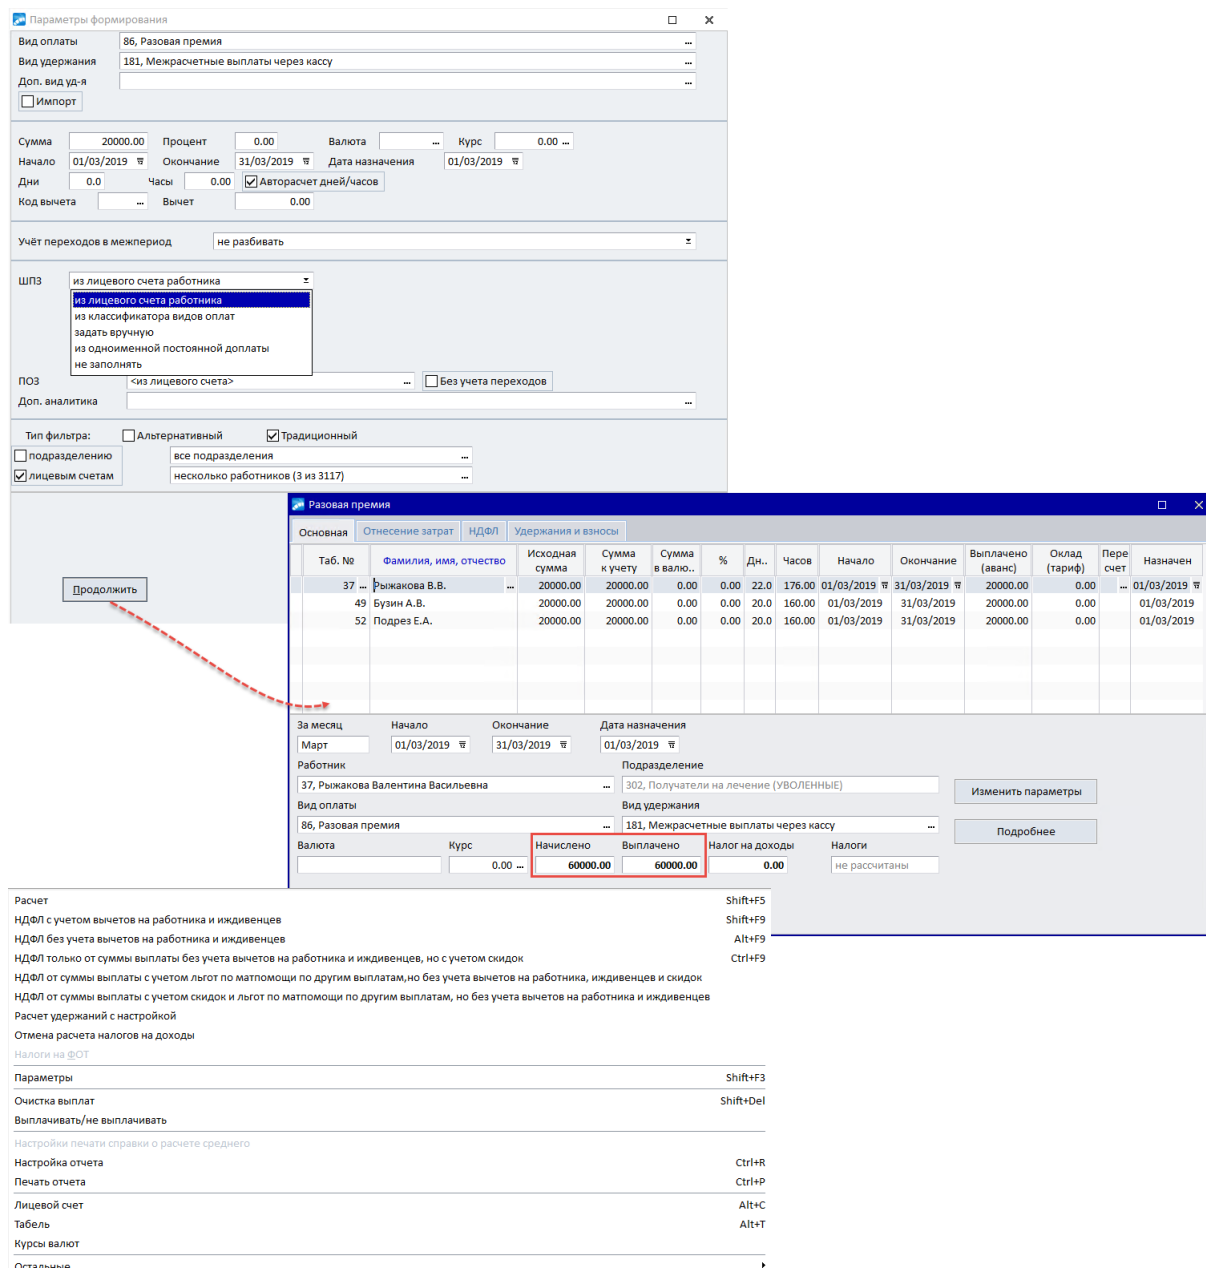 Параметры формирования
Вид оплаты 86, Разовая премия ...
Вид удержания 181, Межрасчетные выплаты через кассу ...
Доп. вид уд-я ...
Импорт
Сумма 20000.00 Процент 0.00 Валюта ... Курс 0.00 ...
Начало 01/03/2019 Окончание 31/03/2019 Дата назначения 01/03/2019
Дни 0.0 Часы 0.00 Авторасчет дней/часов
Код вычета ... Вычет 0.00
Учёт переходов в межпериод не разбивать
ШПЗ из лицевого счета работника
из лицевого счета работника
из классификатора видов оплат
задать вручную
из одноименной постоянной доплаты
не заполнять
ПОЗ <из лицевого счета> ... Без учета переходов
Доп. аналитика ...
Тип фильтра: Альтернативный Традиционный
подразделению все подразделения ...
лицевым счетам несколько работников (3 из 3117) ...
Продолжить
Разовая премия
Основная Отнесение затрат НДФЛ Удержания и взносы
Таб. № Фамилия, имя, отчество Исходная сумма Сумма к учету Сумма в валю.. % Дн.. Часов Начало Окончание Выплачено (аванс) Оклад (тариф) Пере счет Назначен
37 ... Рыжакова В.В. ... 20000.00 20000.00 0.00 0.00 22.0 176.00 01/03/2019 31/03/2019 20000.00 0.00 ... 01/03/2019
49 Бузин А.В. 20000.00 20000.00 0.00 0.00 20.0 160.00 01/03/2019 31/03/2019 20000.00 0.00 01/03/2019
52 Подрез Е.А. 20000.00 20000.00 0.00 0.00 20.0 160.00 01/03/2019 31/03/2019 20000.00 0.00 01/03/2019
За месяц Начало Окончание Дата назначения
Март 01/03/2019 31/03/2019 01/03/2019
Работник Подразделение
37, Рыжакова Валентина Васильевна ... 302, Получатели на лечение (УВОЛЕННЫЕ) Изменить параметры
Вид оплаты Вид удержания
86, Разовая премия ... 181, Межрасчетные выплаты через кассу ... Подробнее
Валюта Курс Начислено Выплачено Налог на доходы Налоги
0.00 ... 60000.00 60000.00 0.00 не рассчитаны
Расчет Shift+F5
НДФЛ с учетом вычетов на работника и иждивенцев Shift+F9
НДФЛ без учета вычетов на работника и иждивенцев Alt+F9
НДФЛ только от суммы выплаты без учета вычетов на работника и иждивенцев, но с учетом скидок Ctrl+F9
НДФЛ от суммы выплаты с учетом льгот по матпомощи по другим выплатам,но без учета вычетов на работника, иждивенцев и скидок
НДФЛ от суммы выплаты с учетом скидок и льгот по матпомощи по другим выплатам, но без учета вычетов на работника и иждивенцев
Расчет удержаний с настройкой
Отмена расчета налогов на доходы
Налоги на ФОТ
Параметры Shift+F3
Очистка выплат Shift+Del
Выплачивать/не выплачивать
Настройки печати справки о расчете среднего
Настройка отчета Ctrl+R
Печать отчета Ctrl+P
Лицевой счет Alt+C
Табель Alt+T
Курсы валют
Остальные